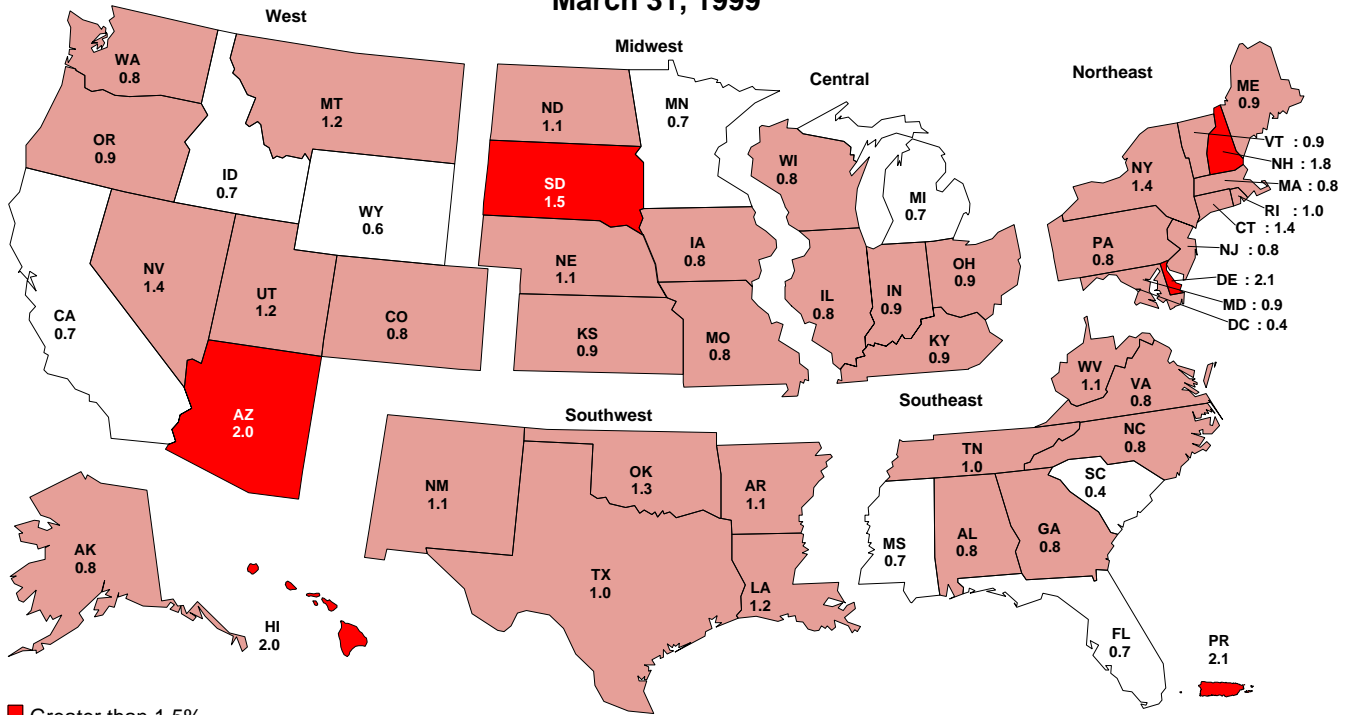 March 31, 1999
West
Midwest
Central
Northeast
WA
0.8
OR
0.9
MT
1.2
ID
0.7
WY
0.6
CA
0.7
NV
1.4
UT
1.2
CO
0.8
AZ
2.0
AK
0.8
HI
2.0
ND
1.1
MN
0.7
SD
1.5
NE
1.1
IA
0.8
KS
0.9
MO
0.8
WI
0.8
MI
0.7
IL
0.8
IN
0.9
OH
0.9
KY
0.9
ME
0.9
VT : 0.9
NH : 1.8
NY
1.4
MA : 0.8
RI : 1.0
CT : 1.4
PA
0.8
NJ : 0.8
DE : 2.1
MD : 0.9
DC : 0.4
Southwest
NM
1.1
OK
1.3
AR
1.1
TX
1.0
LA
1.2
Southeast
WV
1.1
VA
0.8
TN
1.0
NC
0.8
SC
0.4
MS
0.7
AL
0.8
GA
0.8
FL
0.7
PR
2.1
Greater than 1.5%